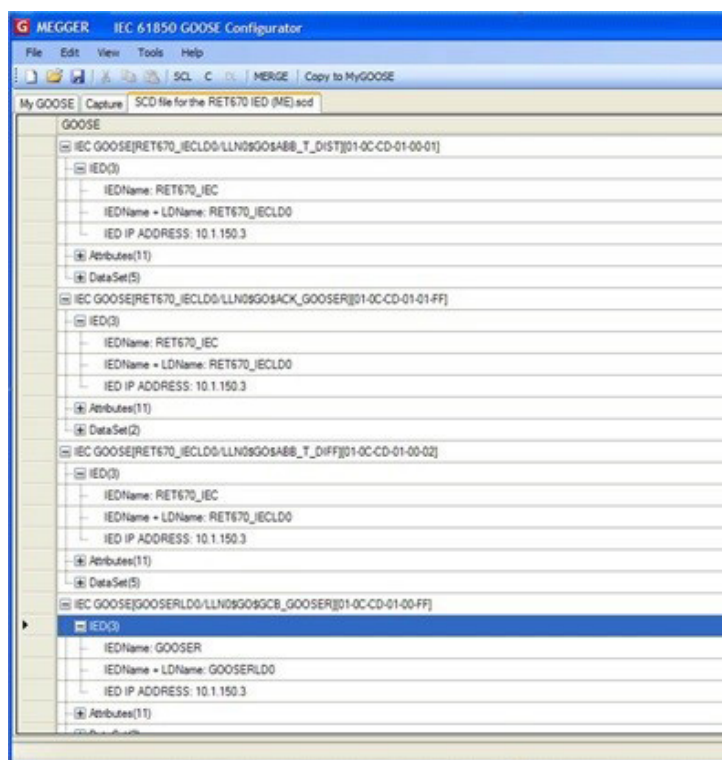 G MEGGER IEC 61850 GOOSE Configurator
File Edit View Tools Help
SCL C MERGE Copy to MyGOOSE
My GOOSE Capture SCD file for the RET670 IED (ME).scd
GOOSE
IEC GOOSE[RET670_IECLD0/LLN0$GO$ABB_T_DIST][01-0C-CD-01-00-01]
IED(3)
IEDName: RET670_IEC
IEDName + LDName: RET670_IECLD0
IED IP ADDRESS: 10.1.150.3
Attributes(11)
DataSet(5)
IEC GOOSE[RET670_IECLD0/LLN0$GO$ACK_GOOSER][01-0C-CD-01-01-FF]
IED(3)
IEDName: RET670_IEC
IEDName + LDName: RET670_IECLD0
IED IP ADDRESS: 10.1.150.3
Attributes(11)
DataSet(2)
IEC GOOSE[RET670_IECLD0/LLN0$GO$ABB_T_DIFF][01-0C-CD-01-00-02]
IED(3)
IEDName: RET670_IEC
IEDName + LDName: RET670_IECLD0
IED IP ADDRESS: 10.1.150.3
Attributes(11)
DataSet(5)
IEC GOOSE[GOOSERLD0/LLN0$GO$GCB_GOOSER][01-0C-CD-01-00-FF]
IED(3)
IEDName: GOOSER
IEDName + LDName: GOOSERLD0
IED IP ADDRESS: 10.1.150.3
Attributes(11)